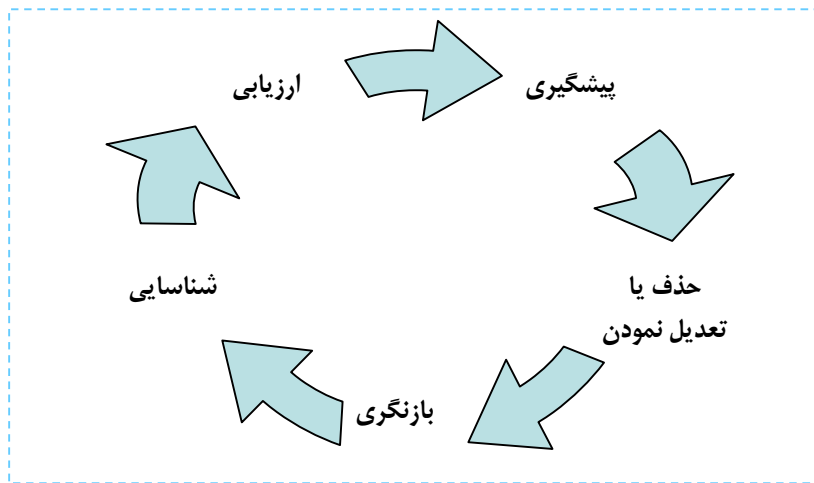 ارزیابی
پیشگیری
حذف یا
تعدیل نمودن
بازنگری
شناسایی